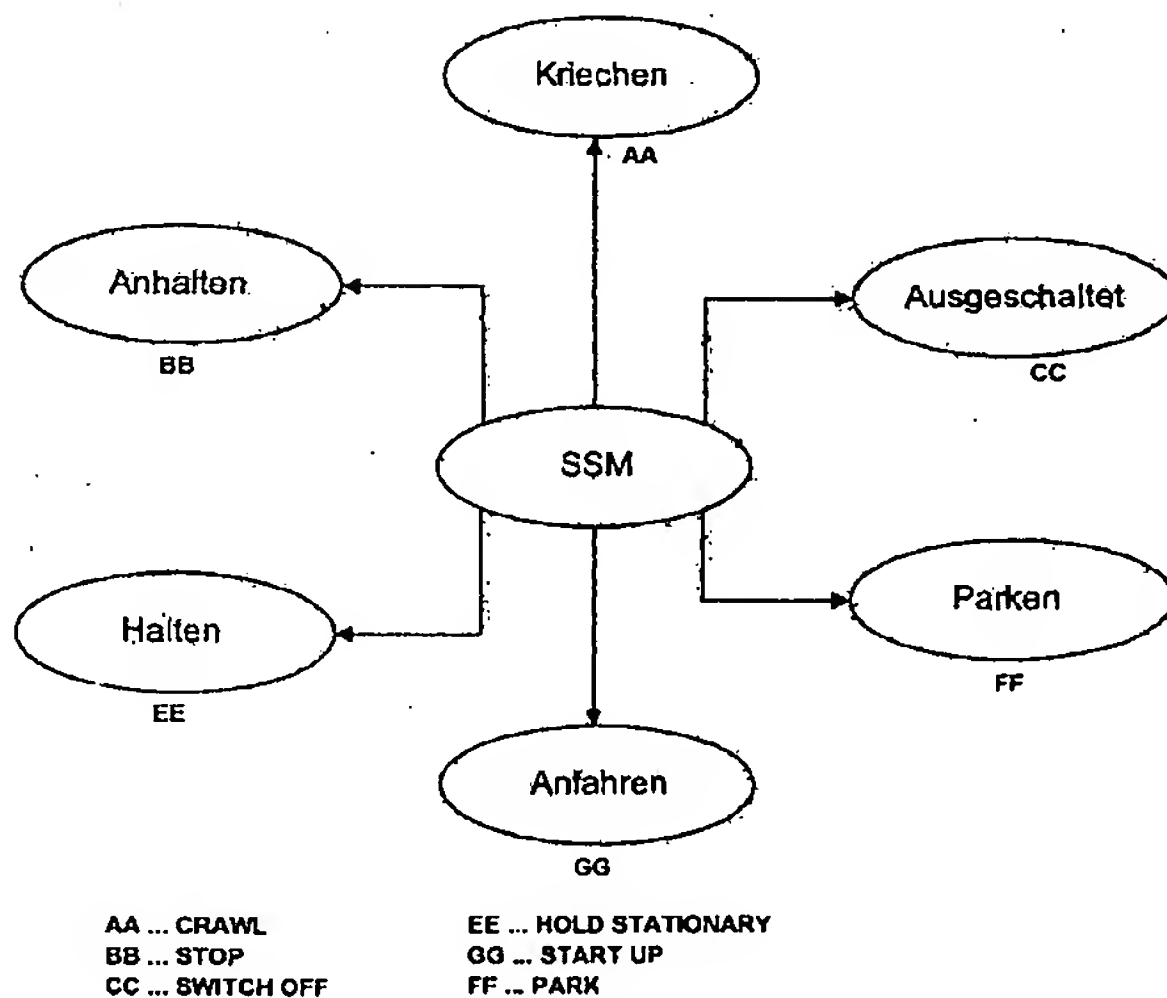 Kriechen
AA
Anhalten
BB
Ausgeschaltet
CC
SSM
Halten
EE
Parken
FF
Anfahren
GG
AA ... CRAWL
BB ... STOP
CC ... SWITCH OFF
EE ... HOLD STATIONARY
GG ... START UP
FF ... PARK